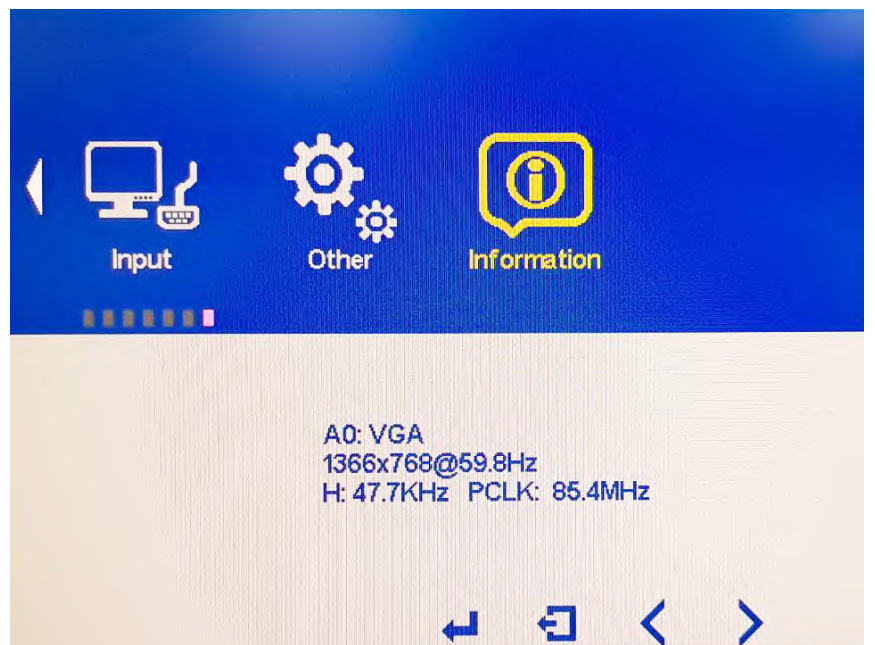 Input
Other
Information
A0: VGA
1366x768@59.8Hz
H: 47.7KHz PCLK: 85.4MHz